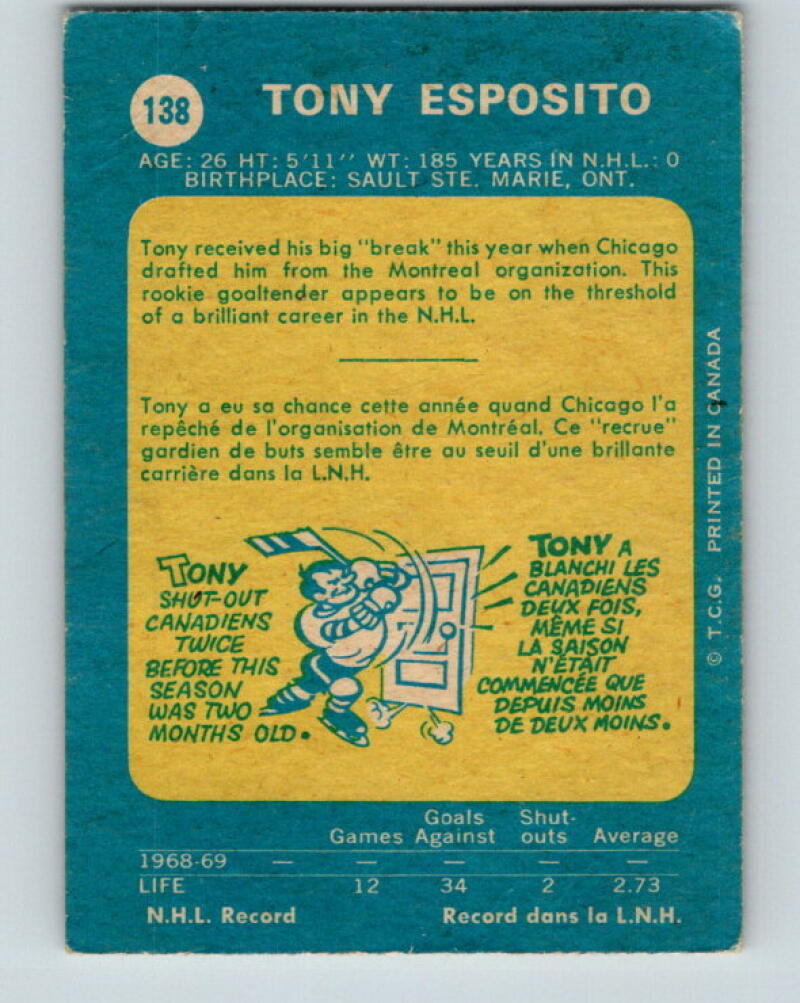 138
TONY ESPOSITO
AGE: 26 HT: 5'11'' WT: 185 YEARS IN N.H.L.: 0
BIRTHPLACE: SAULT STE. MARIE, ONT.
Tony received his big "break" this year when Chicago
drafted him from the Montreal organization. This
rookie goaltender appears to be on the threshold
of a brilliant career in the N.H.L.
Tony a eu sa chance cette année quand Chicago l'a
repêché de l'organisation de Montréal. Ce "recrue"
gardien de buts semble être au seuil d'une brillante
carrière dans la L.N.H.
TONY
SHUT-OUT
CANADIENS
TWICE
BEFORE THIS
SEASON
WAS TWO
MONTHS OLD.
TONY A
BLANCHI LES
CANADIENS
DEUX FOIS,
MÊME SI
LA SAISON
N'ÉTAIT
COMMENCÉE QUE
DEPUIS MOINS
DE DEUX MOINS.
© T.C.G. PRINTED IN CANADA
Games Goals Against Shut-outs Average
1968-69 — — — — —
LIFE 12 34 2 2.73
N.H.L. Record Record dans la L.N.H.